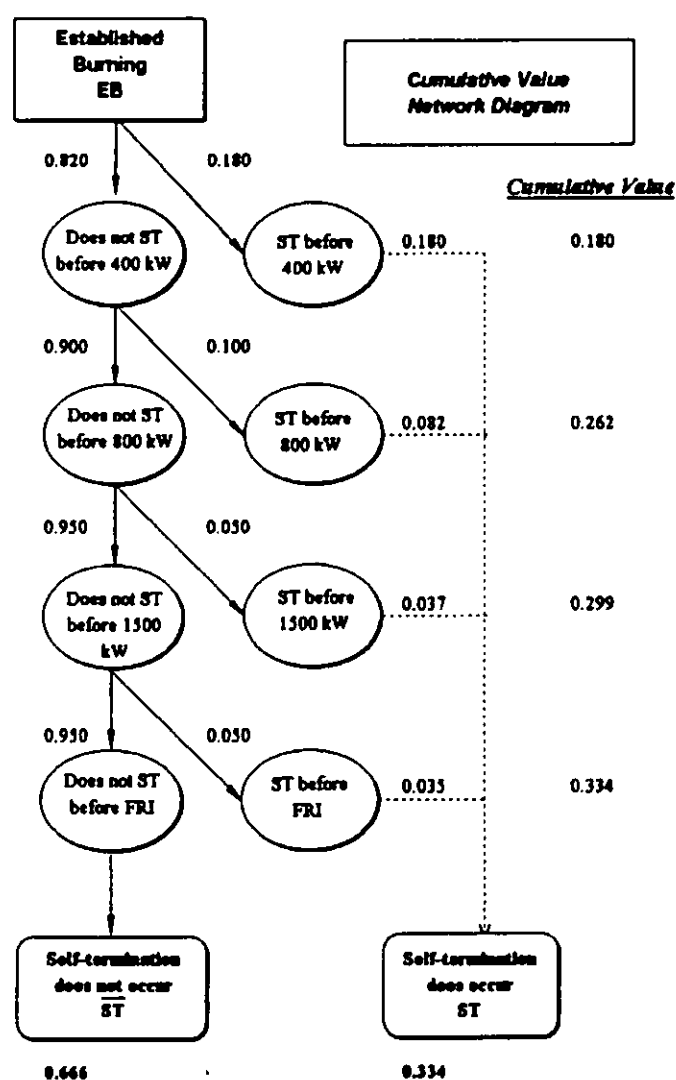 Established
Burning
EB
Cumulative Value
Network Diagram
0.820
0.180
Cumulative Value
Does not ST
before 400 kW
ST before
400 kW
0.180
0.180
0.900
0.100
Does not ST
before 800 kW
ST before
800 kW
0.082
0.262
0.950
0.050
Does not ST
before 1500
kW
ST before
1500 kW
0.037
0.299
0.950
0.050
Does not ST
before FRI
ST before
FRI
0.035
0.334
Self-termination
does not occur
S̅T̅
Self-termination
does occur
ST
0.666
0.334